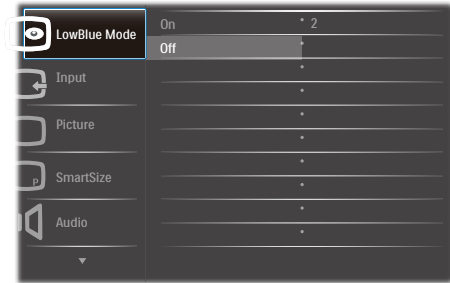 LowBlue Mode
On 2
Off
Input
Picture
P
SmartSize
Audio